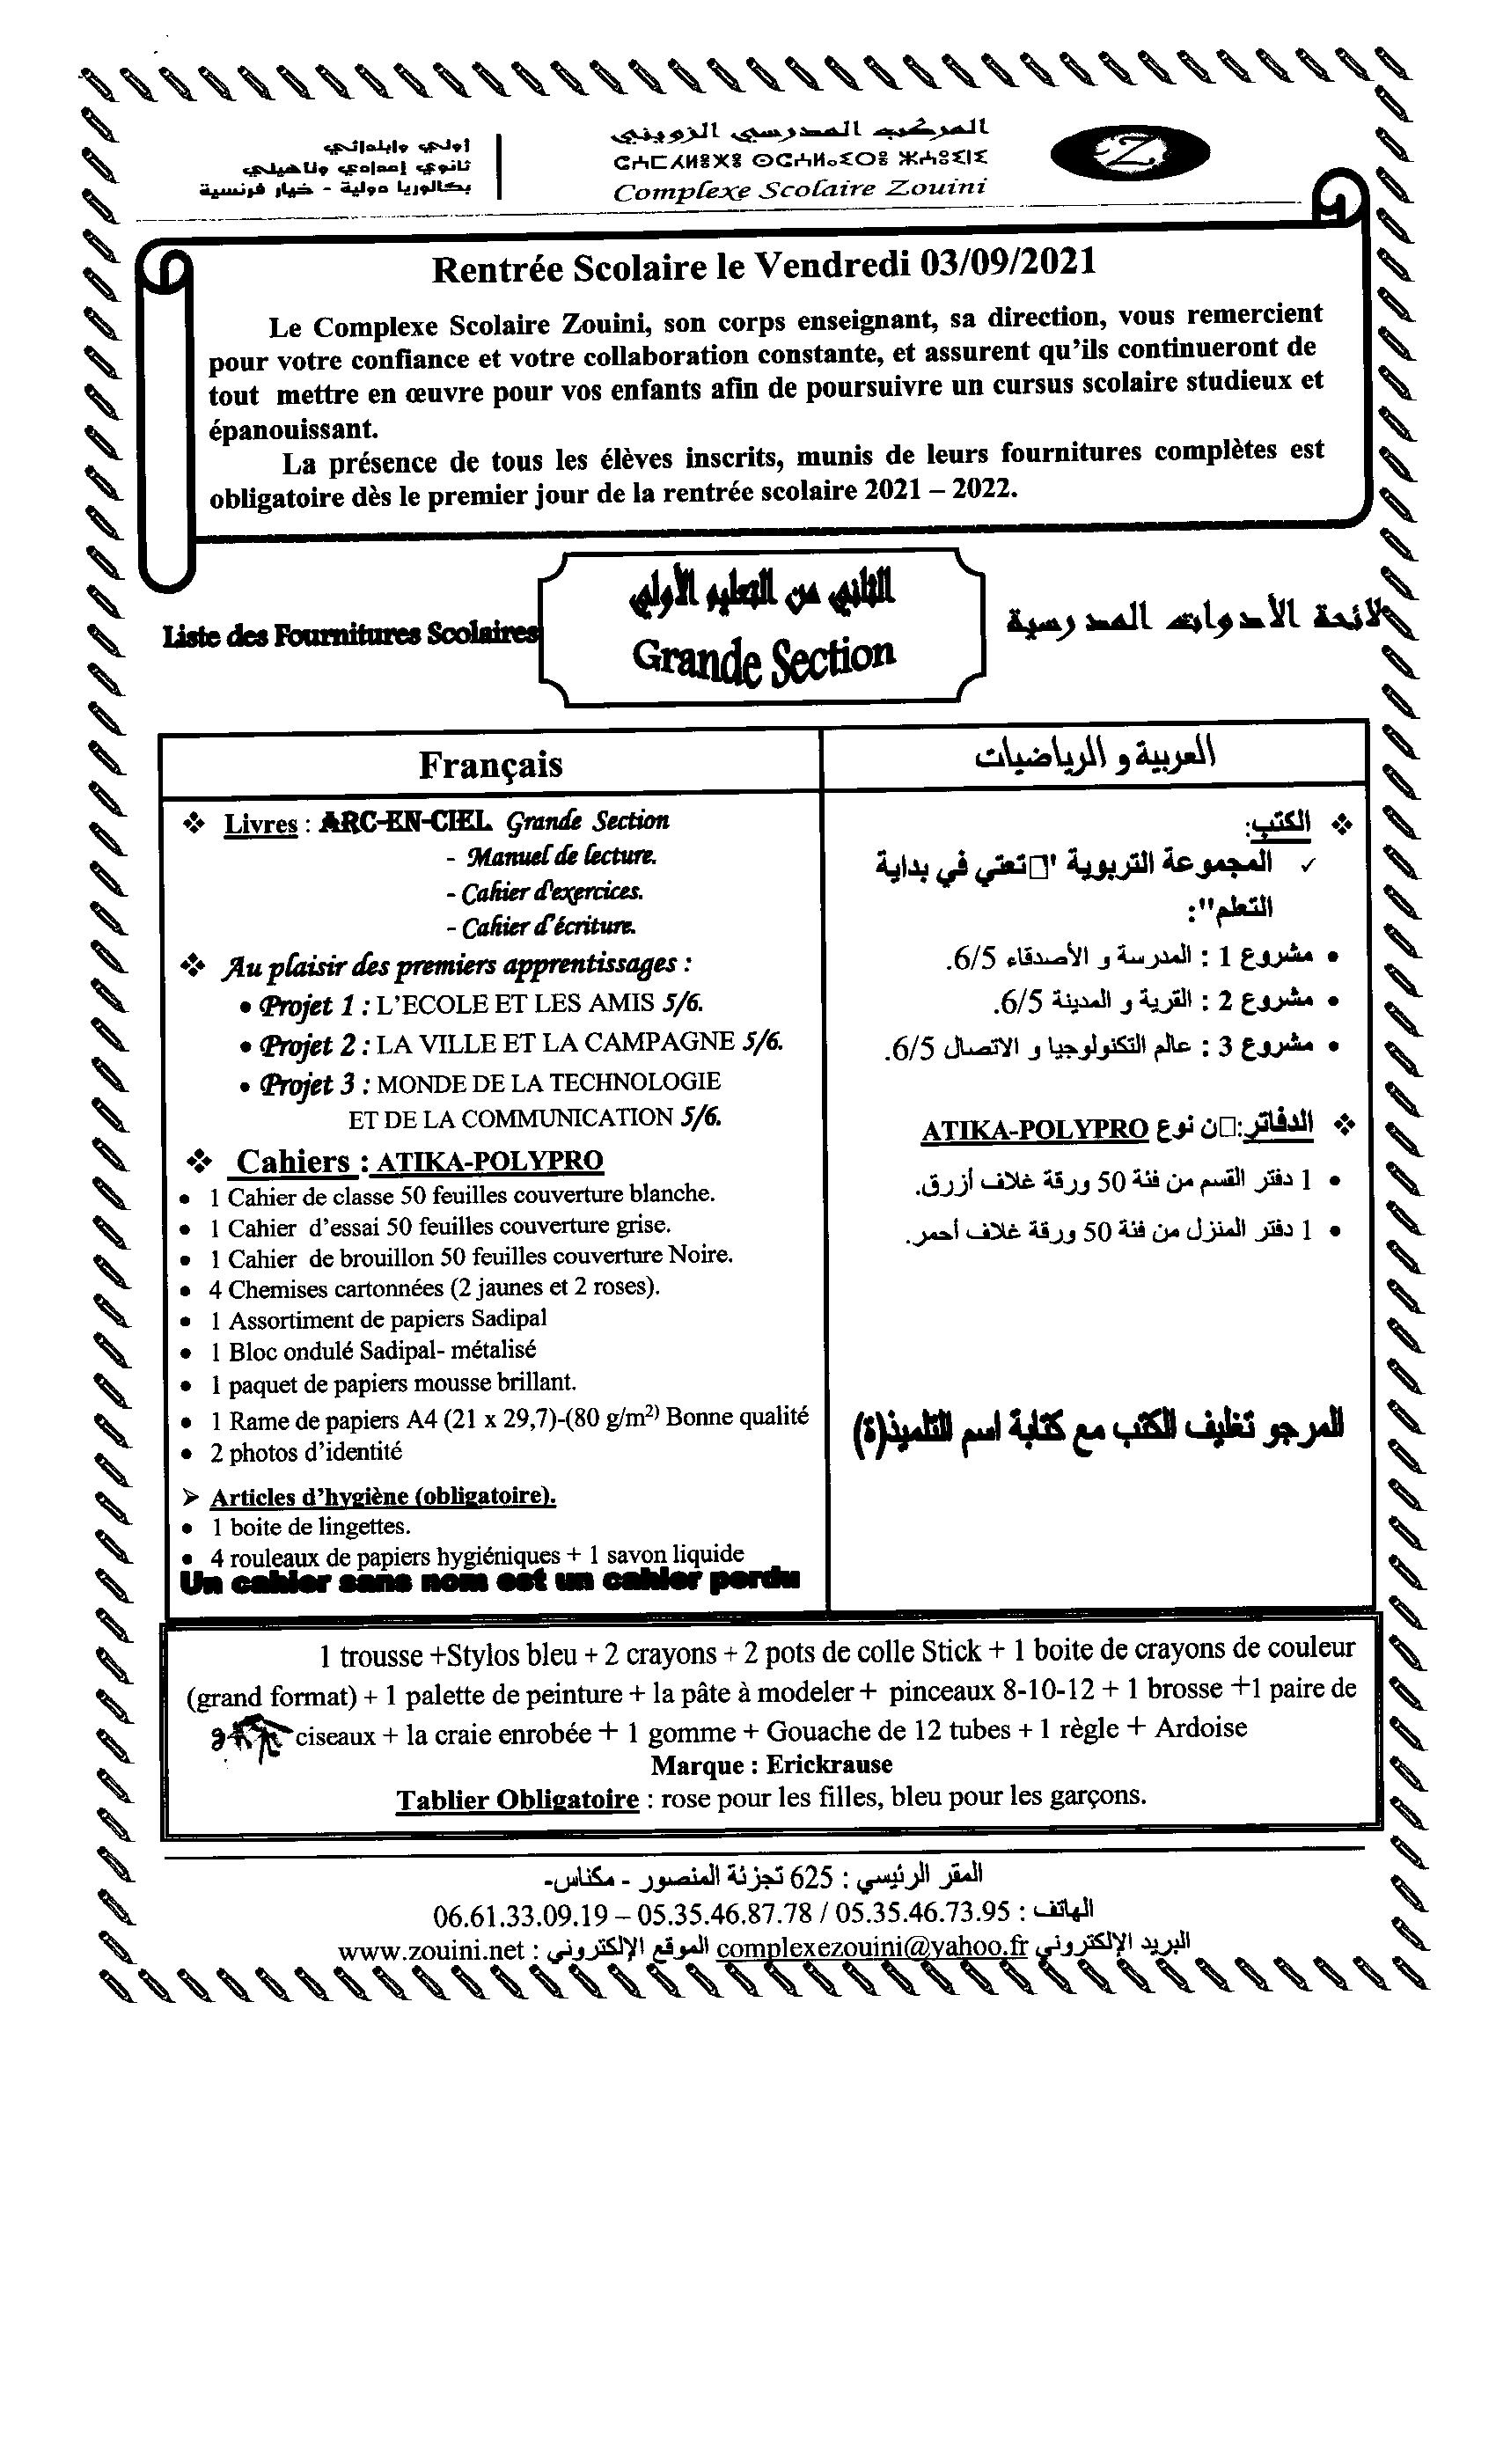 أولي وابتدائي
ثانوي إعدادي وتأهيلي
بكالوريا دولية - خيار فرنسية
المركب المدرسي الزويني
Complexe Scolaire Zouini
Z
Rentrée Scolaire le Vendredi 03/09/2021
Le Complexe Scolaire Zouini, son corps enseignant, sa direction, vous remercient
pour votre confiance et votre collaboration constante, et assurent qu’ils continueront de
tout mettre en œuvre pour vos enfants afin de poursuivre un cursus scolaire studieux et
épanouissant.
La présence de tous les élèves inscrits, munis de leurs fournitures complètes est
obligatoire dès le premier jour de la rentrée scolaire 2021 – 2022.
Liste des Fournitures Scolaires
الثاني من التعليم الأولي
Grande Section
لائحة الأدوات المدرسية
Français
❖ Livres : ARC-EN-CIEL Grande Section
- Manuel de lecture.
- Cahier d'exercices.
- Cahier d'écriture.
❖ Au plaisir des premiers apprentissages :
• Projet 1 : L’ECOLE ET LES AMIS 5/6.
• Projet 2 : LA VILLE ET LA CAMPAGNE 5/6.
• Projet 3 : MONDE DE LA TECHNOLOGIE
ET DE LA COMMUNICATION 5/6.
❖ Cahiers : ATIKA-POLYPRO
• 1 Cahier de classe 50 feuilles couverture blanche.
• 1 Cahier d’essai 50 feuilles couverture grise.
• 1 Cahier de brouillon 50 feuilles couverture Noire.
• 4 Chemises cartonnées (2 jaunes et 2 roses).
• 1 Assortiment de papiers Sadipal
• 1 Bloc ondulé Sadipal- métalisé
• 1 paquet de papiers mousse brillant.
• 1 Rame de papiers A4 (21 x 29,7)-(80 g/m²⁾ Bonne qualité
• 2 photos d’identité
➢ Articles d’hygiène (obligatoire).
• 1 boite de lingettes.
• 4 rouleaux de papiers hygiéniques + 1 savon liquide
Un cahier sans nom est un cahier perdu
العربية و الرياضيات
❖ الكتب:
✓ المجموعة التربوية "تعتي في بداية
التعلم":
• مشروع 1 : المدرسة و الأصدقاء 6/5.
• مشروع 2 : القرية و المدينة 6/5.
• مشروع 3 : عالم التكنولوجيا و الاتصال 6/5.
❖ الدفاتر: ن نوع ATIKA-POLYPRO
• 1 دفتر القسم من فئة 50 ورقة غلاف أزرق.
• 1 دفتر المنزل من فئة 50 ورقة غلاف أحمر.
المرجو تغليف الكتب مع كتابة اسم التلميذ(ة)
1 trousse +Stylos bleu + 2 crayons + 2 pots de colle Stick + 1 boite de crayons de couleur
(grand format) + 1 palette de peinture + la pâte à modeler + pinceaux 8-10-12 + 1 brosse +1 paire de
ciseaux + la craie enrobée + 1 gomme + Gouache de 12 tubes + 1 règle + Ardoise
Marque : Erickrause
Tablier Obligatoire : rose pour les filles, bleu pour les garçons.
المقر الرئيسي : 625 تجزئة المنصور - مكناس-
الهاتف : 05.35.46.73.95 / 05.35.46.87.78 – 06.61.33.09.19
البريد الإلكتروني complexezouini@yahoo.fr الموقع الإلكتروني : www.zouini.net